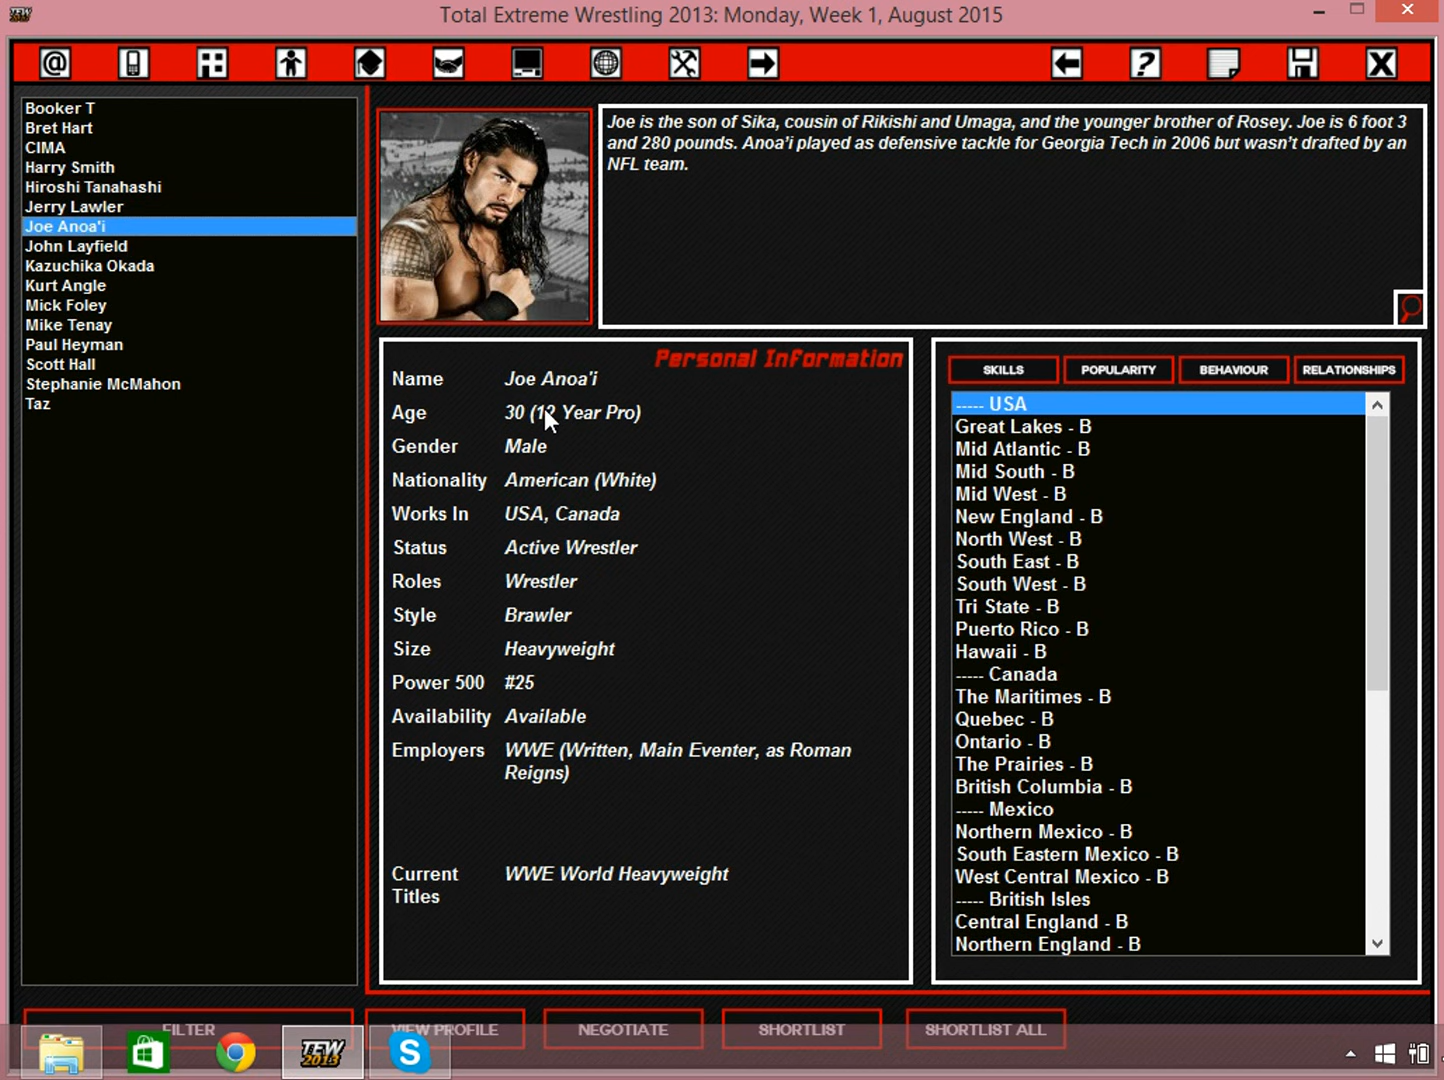 Total Extreme Wrestling 2013: Monday, Week 1, August 2015
Booker T
Bret Hart
CIMA
Harry Smith
Hiroshi Tanahashi
Jerry Lawler
Joe Anoa'i
John Layfield
Kazuchika Okada
Kurt Angle
Mick Foley
Mike Tenay
Paul Heyman
Scott Hall
Stephanie McMahon
Taz
Joe is the son of Sika, cousin of Rikishi and Umaga, and the younger brother of Rosey. Joe is 6 foot 3
and 280 pounds. Anoa'i played as defensive tackle for Georgia Tech in 2006 but wasn't drafted by an
NFL team.
Personal Information
Name Joe Anoa'i
Age 30 (12 Year Pro)
Gender Male
Nationality American (White)
Works In USA, Canada
Status Active Wrestler
Roles Wrestler
Style Brawler
Size Heavyweight
Power 500 #25
Availability Available
Employers WWE (Written, Main Eventer, as Roman
Reigns)
Current WWE World Heavyweight
Titles
SKILLS POPULARITY BEHAVIOUR RELATIONSHIPS
----- USA
Great Lakes - B
Mid Atlantic - B
Mid South - B
Mid West - B
New England - B
North West - B
South East - B
South West - B
Tri State - B
Puerto Rico - B
Hawaii - B
----- Canada
The Maritimes - B
Quebec - B
Ontario - B
The Prairies - B
British Columbia - B
----- Mexico
Northern Mexico - B
South Eastern Mexico - B
West Central Mexico - B
----- British Isles
Central England - B
Northern England - B
FILTER VIEW PROFILE NEGOTIATE SHORTLIST SHORTLIST ALL
TEW
2013